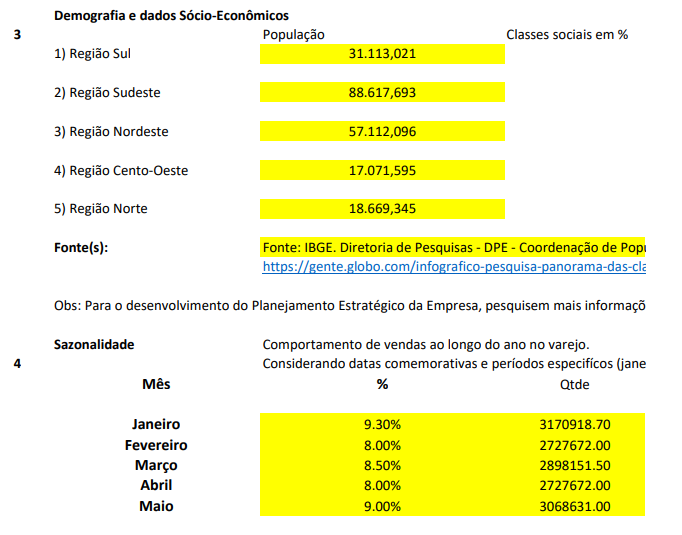 Demografia e dados Sócio-Econômicos
3 População Classes sociais em %
1) Região Sul 31.113,021
2) Região Sudeste 88.617,693
3) Região Nordeste 57.112,096
4) Região Cento-Oeste 17.071,595
5) Região Norte 18.669,345
Fonte(s): Fonte: IBGE. Diretoria de Pesquisas - DPE - Coordenação de Popu
https://gente.globo.com/infografico-pesquisa-panorama-das-cla
Obs: Para o desenvolvimento do Planejamento Estratégico da Empresa, pesquisem mais informaçõ
Sazonalidade Comportamento de vendas ao longo do ano no varejo.
4 Considerando datas comemorativas e períodos especifícos (jane
Mês % Qtde
Janeiro 9.30% 3170918.70
Fevereiro 8.00% 2727672.00
Março 8.50% 2898151.50
Abril 8.00% 2727672.00
Maio 9.00% 3068631.00